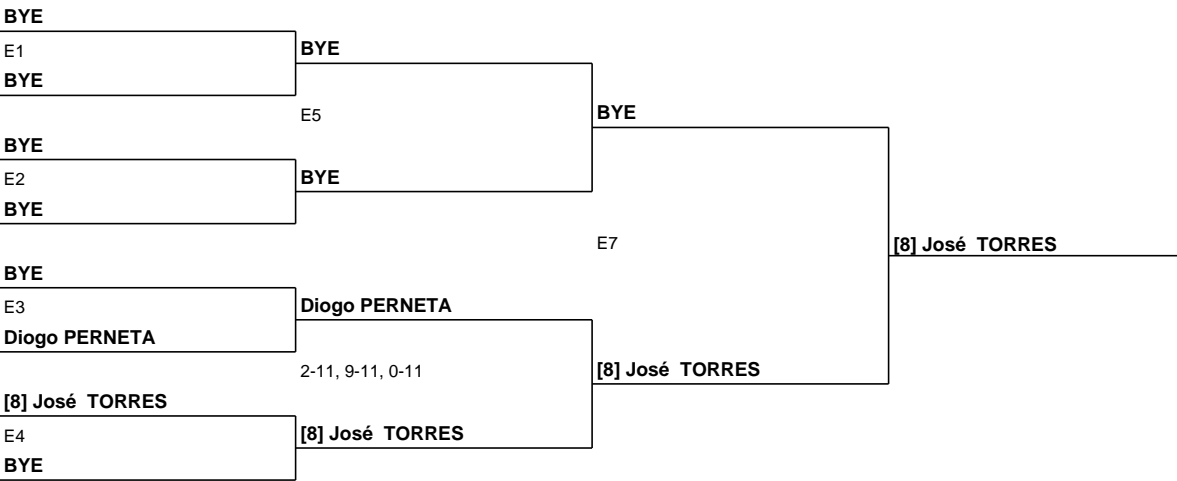 BYE
E1
BYE
BYE
E5
BYE
BYE
E2
BYE
BYE
E7
[8] José  TORRES
BYE
E3
Diogo PERNETA
Diogo PERNETA
2-11, 9-11, 0-11
[8] José  TORRES
[8] José  TORRES
E4
[8] José  TORRES
BYE